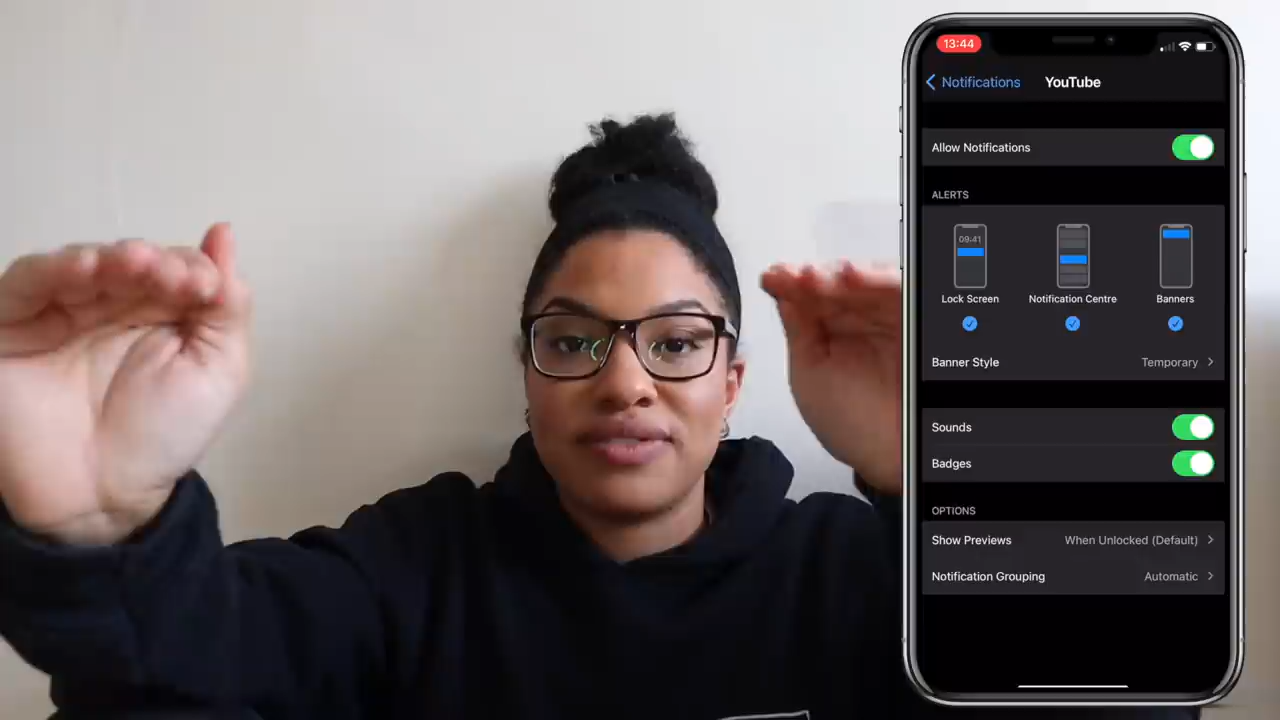 13:44
Notifications YouTube
Allow Notifications
ALERTS
09:41
Lock Screen Notification Centre Banners
Banner Style Temporary
Sounds
Badges
OPTIONS
Show Previews When Unlocked (Default)
Notification Grouping Automatic